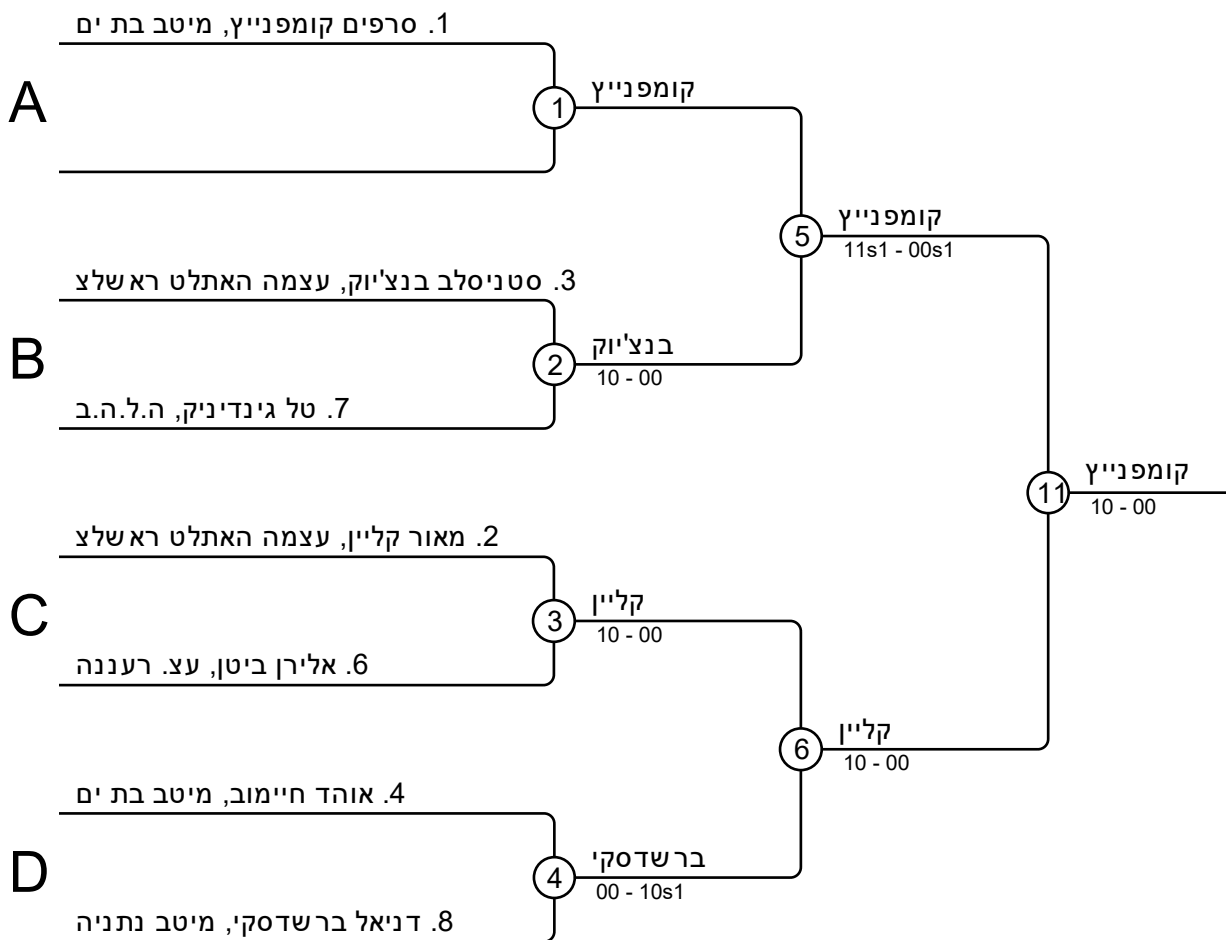 1. סרפים קומפנייץ, מיטב בת ים
A
1
קומפנייץ
5
קומפנייץ
11s1 - 00s1
3. סטניסלב בנצ'יוק, עצמה האתלט ראשלצ
B
2
בנצ'יוק
10 - 00
7. טל גינדיניק, ה.ל.ה.ב
11
קומפנייץ
10 - 00
2. מאור קליין, עצמה האתלט ראשלצ
C
3
קליין
10 - 00
6. אלירן ביטן, עצ. רעננה
6
קליין
10 - 00
4. אוהד חיימוב, מיטב בת ים
D
4
ברשדסקי
00 - 10s1
8. דניאל ברשדסקי, מיטב נתניה